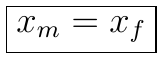 $x_m = x_f$